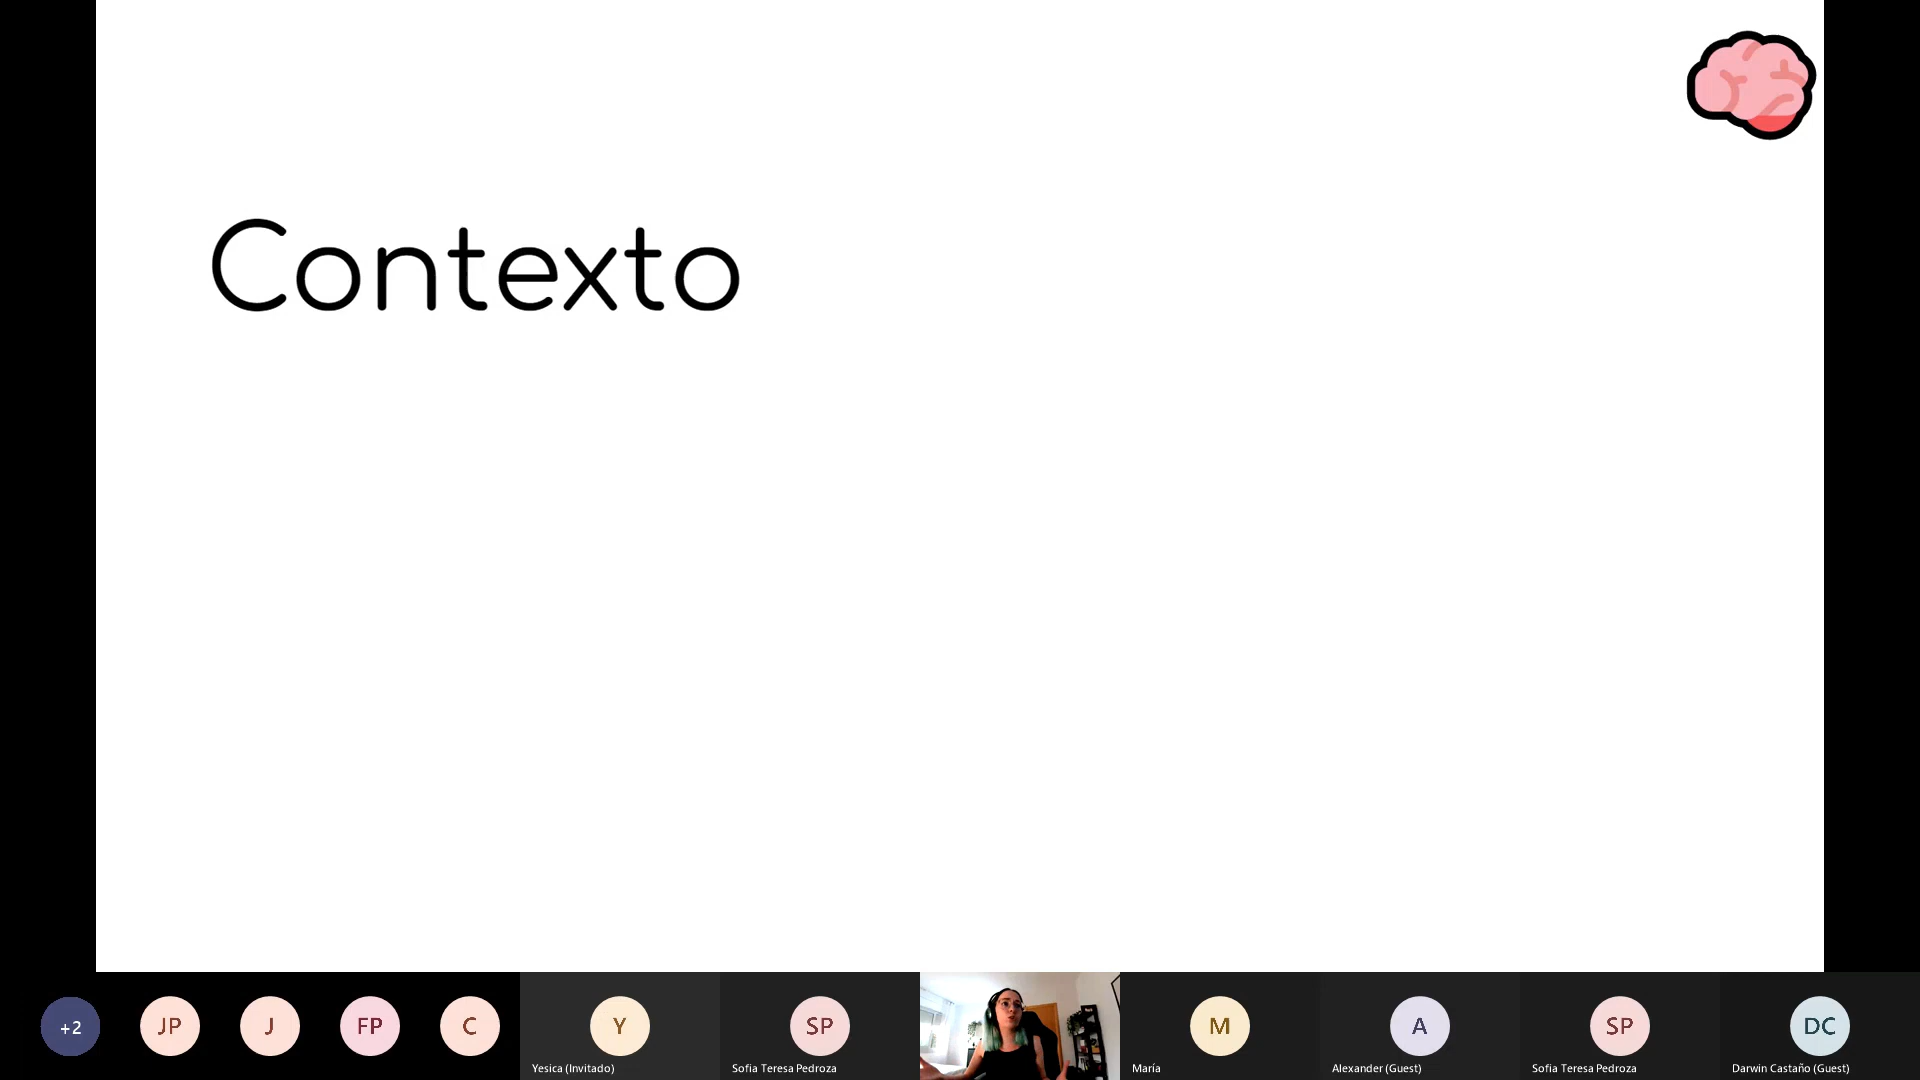 Contexto
+2
JP
J
FP
C
Y
SP
M
A
SP
DC
Yesica (Invitado)
Sofia Teresa Pedroza
María
Alexander (Guest)
Sofia Teresa Pedroza
Darwin Castaño (Guest)